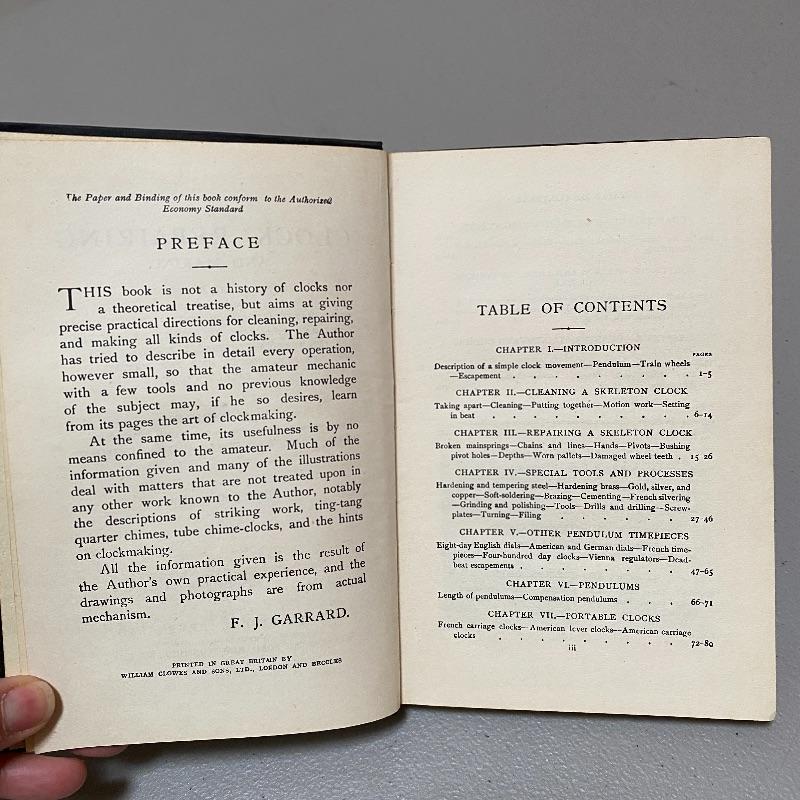 The Paper and Binding of this book conform to the Authorized
Economy Standard
PREFACE
THIS book is not a history of clocks nor
a theoretical treatise, but aims at giving
precise practical directions for cleaning, repairing,
and making all kinds of clocks. The Author
has tried to describe in detail every operation,
however small, so that the amateur mechanic
with a few tools and no previous knowledge
of the subject may, if he so desires, learn
from its pages the art of clockmaking.
At the same time, its usefulness is by no
means confined to the amateur. Much of the
information given and many of the illustrations
deal with matters that are not treated upon in
any other work known to the Author, notably
the descriptions of striking work, ting-tang
quarter chimes, tube chime-clocks, and the hints
on clockmaking.
All the information given is the result of
the Author's own practical experience, and the
drawings and photographs are from actual
mechanism.
F. J. GARRARD.
PRINTED IN GREAT BRITAIN BY
WILLIAM CLOWES AND SONS, LTD., LONDON AND BECCLES
TABLE OF CONTENTS
CHAPTER I.—INTRODUCTION
PAGES
Description of a simple clock movement—Pendulum—Train wheels
—Escapement . . . . . . . . 1-5
CHAPTER II.—CLEANING A SKELETON CLOCK
Taking apart—Cleaning—Putting together—Motion work—Setting
in beat . . . . . . . . 6-14
CHAPTER III.—REPAIRING A SKELETON CLOCK
Broken mainsprings—Chains and lines—Hands—Pivots—Bushing
pivot holes—Depths—Worn pallets—Damaged wheel teeth . 15 26
CHAPTER IV.—SPECIAL TOOLS AND PROCESSES
Hardening and tempering steel—Hardening brass—Gold, silver, and
copper—Soft-soldering—Brazing—Cementing—French silvering
—Grinding and polishing—Tools—Drills and drilling—Screw-
plates—Turning—Filing . . . . . 27 46
CHAPTER V.—OTHER PENDULUM TIMEPIECES
Eight-day English dials—American and German dials—French time-
pieces—Four-hundred day clocks—Vienna regulators—Dead-
beat escapements . . . . . . . 47-65
CHAPTER VI.—PENDULUMS
Length of pendulums—Compensation pendulums . . . 66-71
CHAPTER VII.—PORTABLE CLOCKS
French carriage clocks—American lever clocks—American carriage
clocks . . . . . . . . 72-80
iii